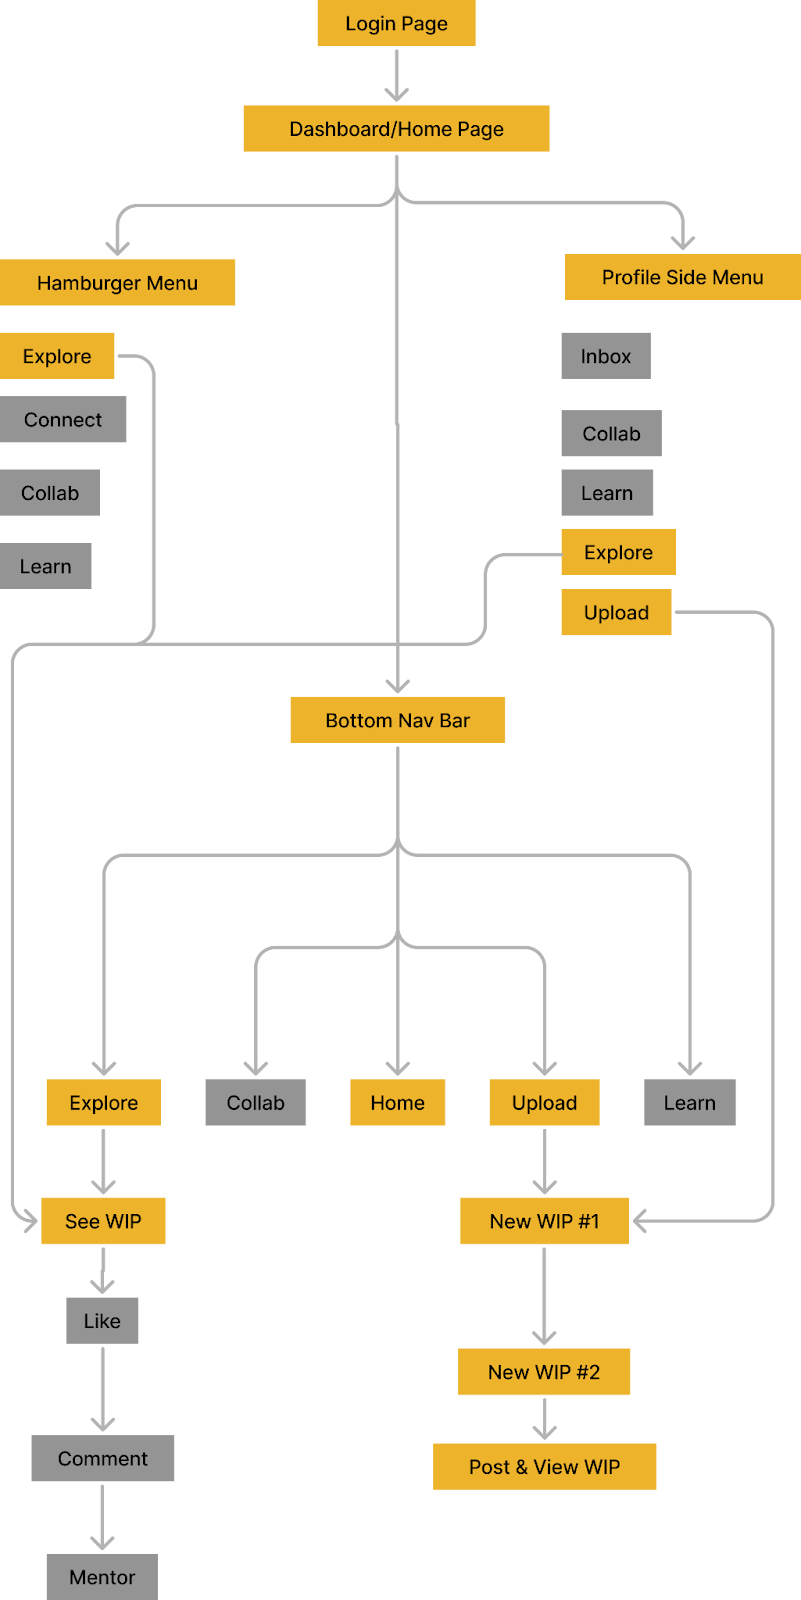 Login Page
Dashboard/Home Page
Hamburger Menu
Profile Side Menu
Explore
Connect
Collab
Learn
Inbox
Collab
Learn
Explore
Upload
Bottom Nav Bar
Explore
Collab
Home
Upload
Learn
See WIP
New WIP #1
Like
New WIP #2
Comment
Post & View WIP
Mentor